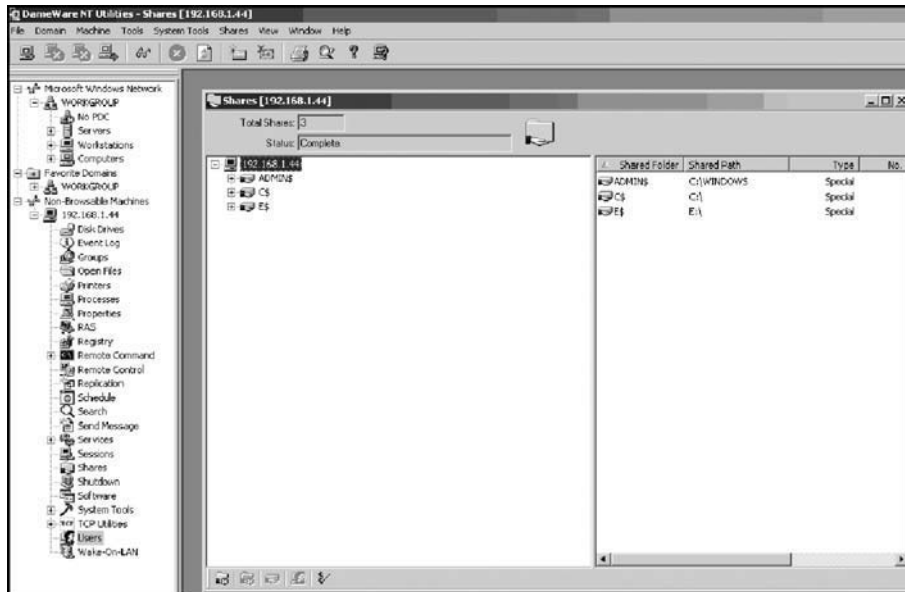 DameWare NT Utilities - Shares [192.168.1.44]
File Domain Machine Tools System Tools Shares View Window Help
Microsoft Windows Network
WORKGROUP
No PDC
Servers
Workstations
Computers
Favorite Domains
WORKGROUP
Non-Browsable Machines
192.168.1.44
Disk Drives
Event Log
Groups
Open Files
Printers
Processes
Properties
RAS
Registry
Remote Command
Remote Control
Replication
Schedule
Search
Send Message
Services
Sessions
Shares
Shutdown
Software
System Tools
TCP Utilities
Users
Wake-On-LAN
Shares [192.168.1.44]
Total Shares: 3
Status: Complete
192.168.1.44
ADMIN$
C$
E$
Shared Folder Shared Path Type No.
ADMIN$ C:\WINDOWS Special
C$ C:\ Special
E$ E:\ Special